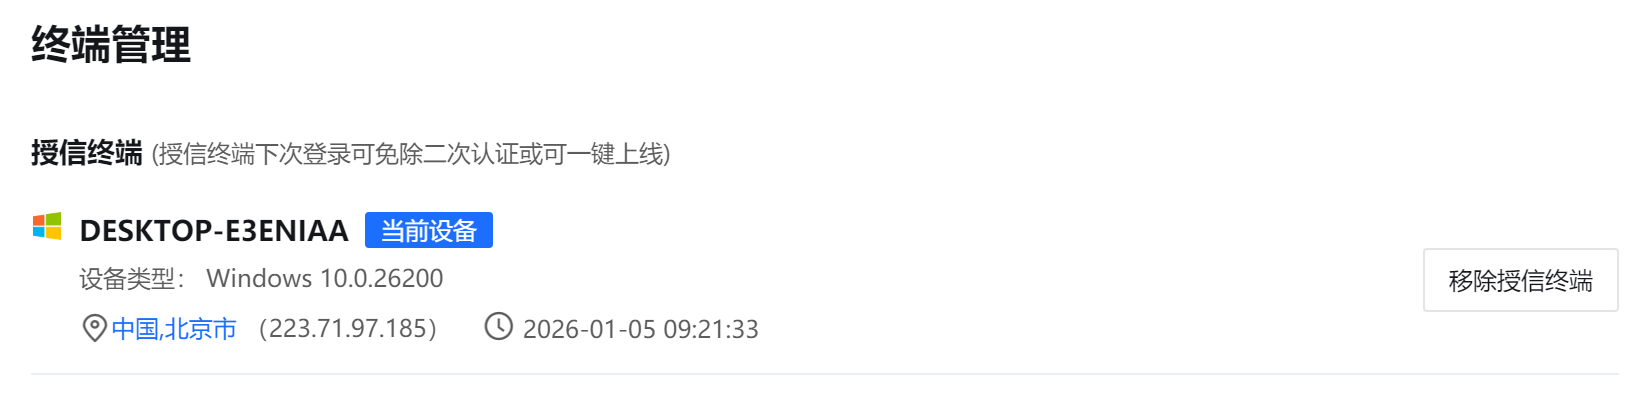 终端管理
授信终端 (授信终端下次登录可免除二次认证或可一键上线)
DESKTOP-E3ENIAA 当前设备
设备类型： Windows 10.0.26200
移除授信终端
中国,北京市 （223.71.97.185） 2026-01-05 09:21:33